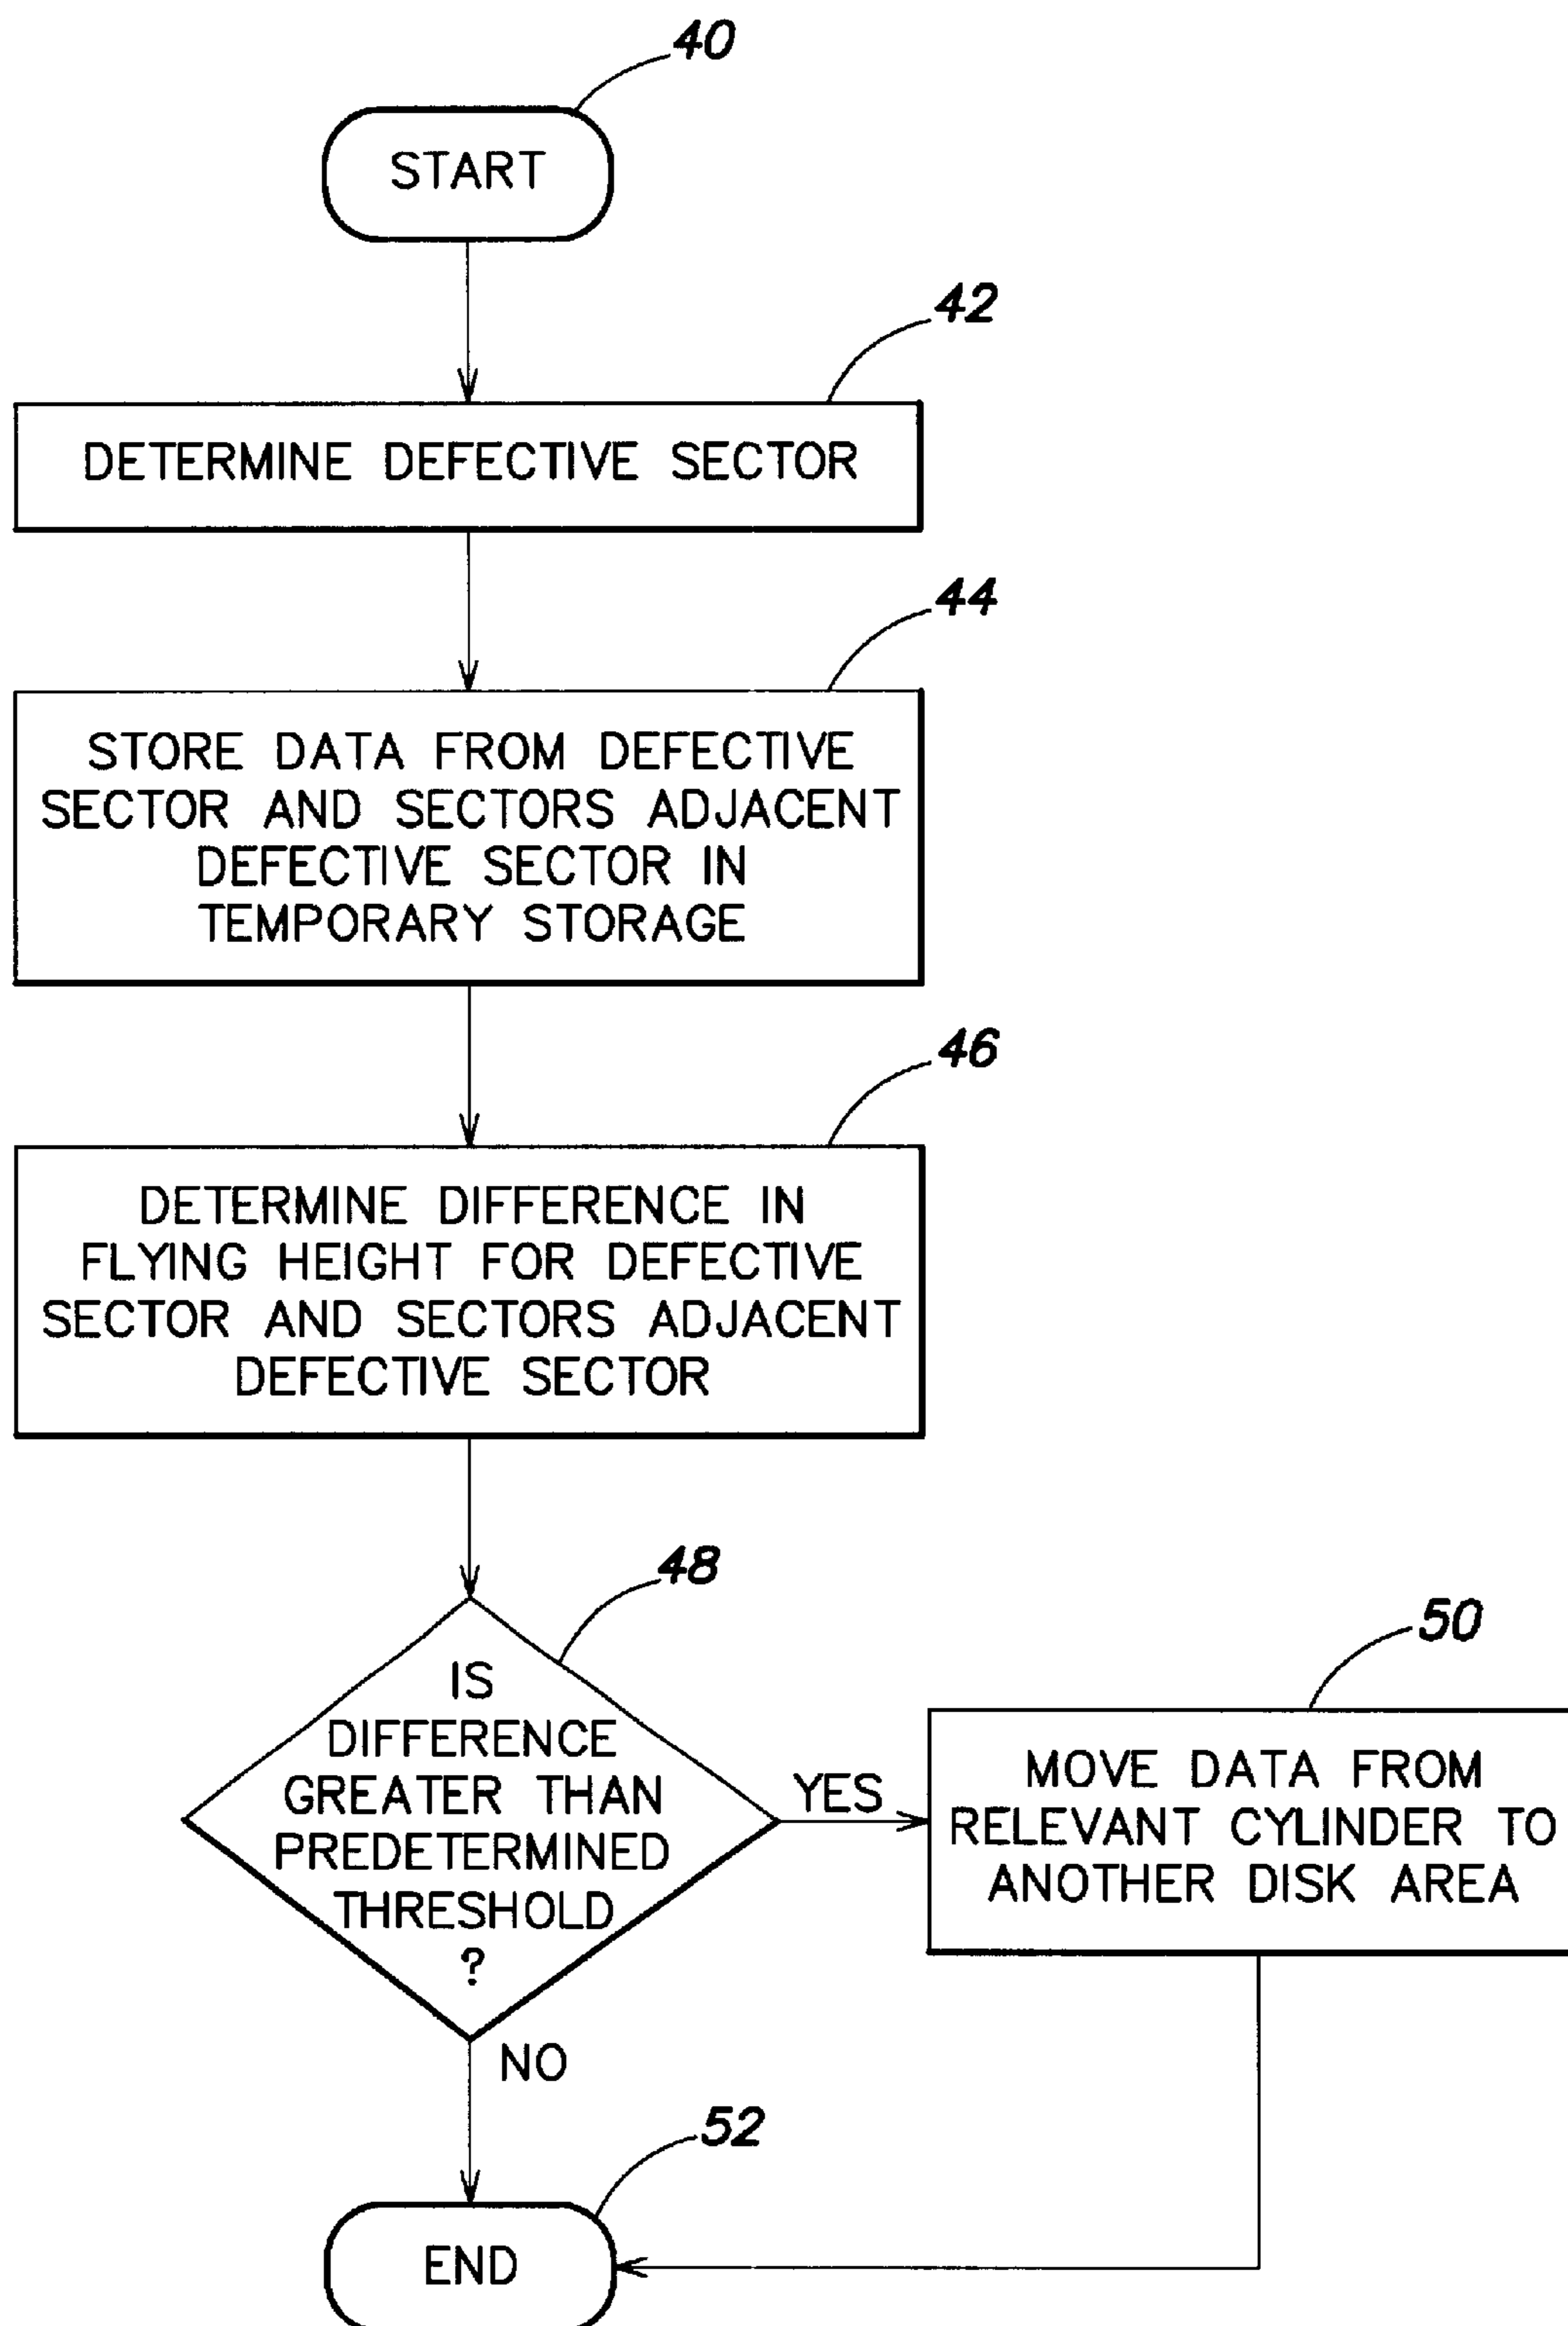 40
START
42
DETERMINE DEFECTIVE SECTOR
44
STORE DATA FROM DEFECTIVE
SECTOR AND SECTORS ADJACENT
DEFECTIVE SECTOR IN
TEMPORARY STORAGE
46
DETERMINE DIFFERENCE IN
FLYING HEIGHT FOR DEFECTIVE
SECTOR AND SECTORS ADJACENT
DEFECTIVE SECTOR
48
IS
DIFFERENCE
GREATER THAN
PREDETERMINED
THRESHOLD
?
YES
50
MOVE DATA FROM
RELEVANT CYLINDER TO
ANOTHER DISK AREA
NO
52
END